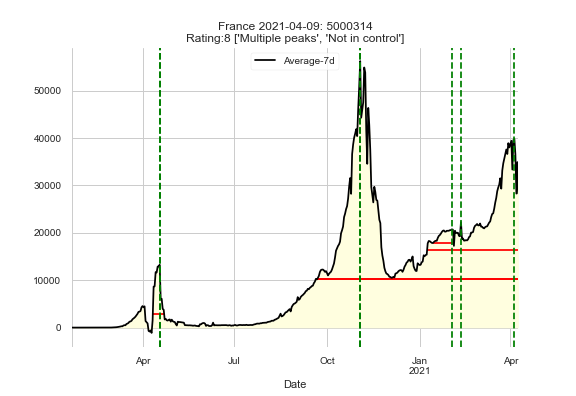 France 2021-04-09: 5000314
Rating:8 ['Multiple peaks', 'Not in control']
Average-7d
50000
40000
30000
20000
10000
0
Apr Jul Oct Jan Apr
2021
Date